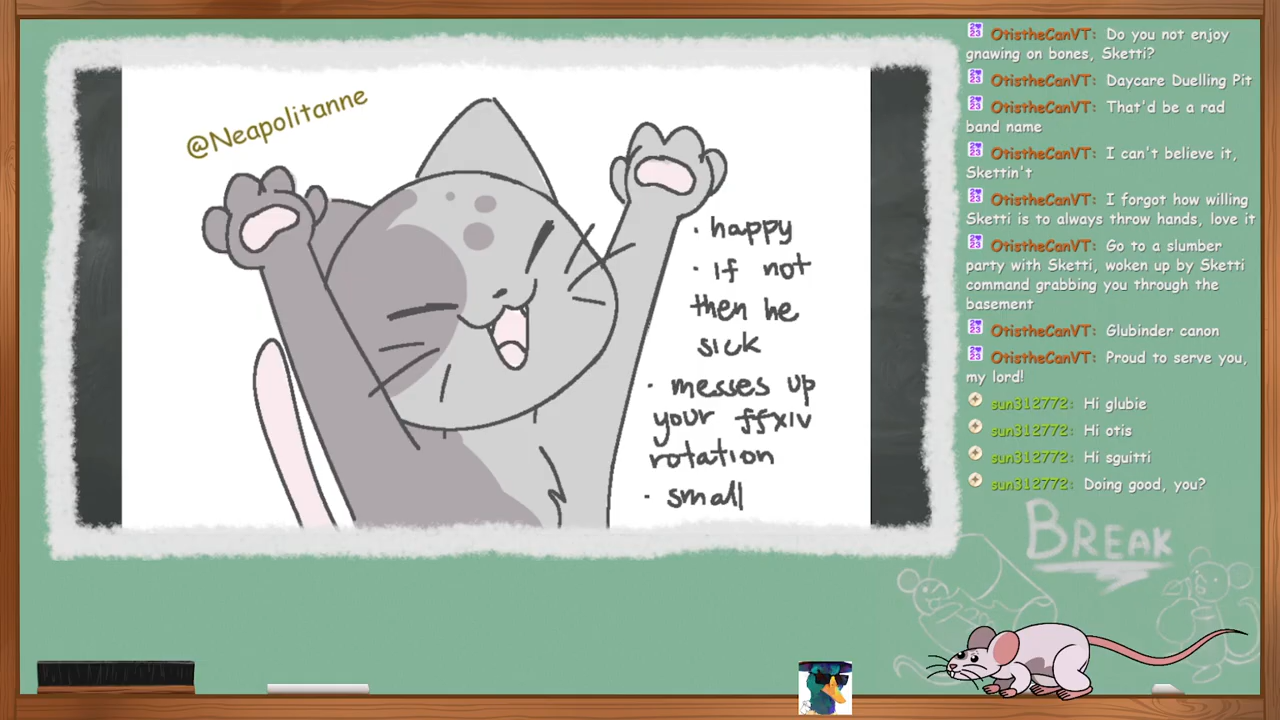 @Neapolitanne
· happy
· If not
then he
sick
· messes up
your ffxiv
rotation
· small
OtistheCanVT: Do you not enjoy
gnawing on bones, Sketti?
OtistheCanVT: Daycare Duelling Pit
OtistheCanVT: That'd be a rad
band name
OtistheCanVT: I can't believe it,
Skettin't
OtistheCanVT: I forgot how willing
Sketti is to always throw hands, love it
OtistheCanVT: Go to a slumber
party with Sketti, woken up by Sketti
command grabbing you through the
basement
OtistheCanVT: Glubinder canon
OtistheCanVT: Proud to serve you,
my lord!
sun312772: Hi glubie
sun312772: Hi otis
sun312772: Hi sguitti
sun312772: Doing good, you?
BREAK